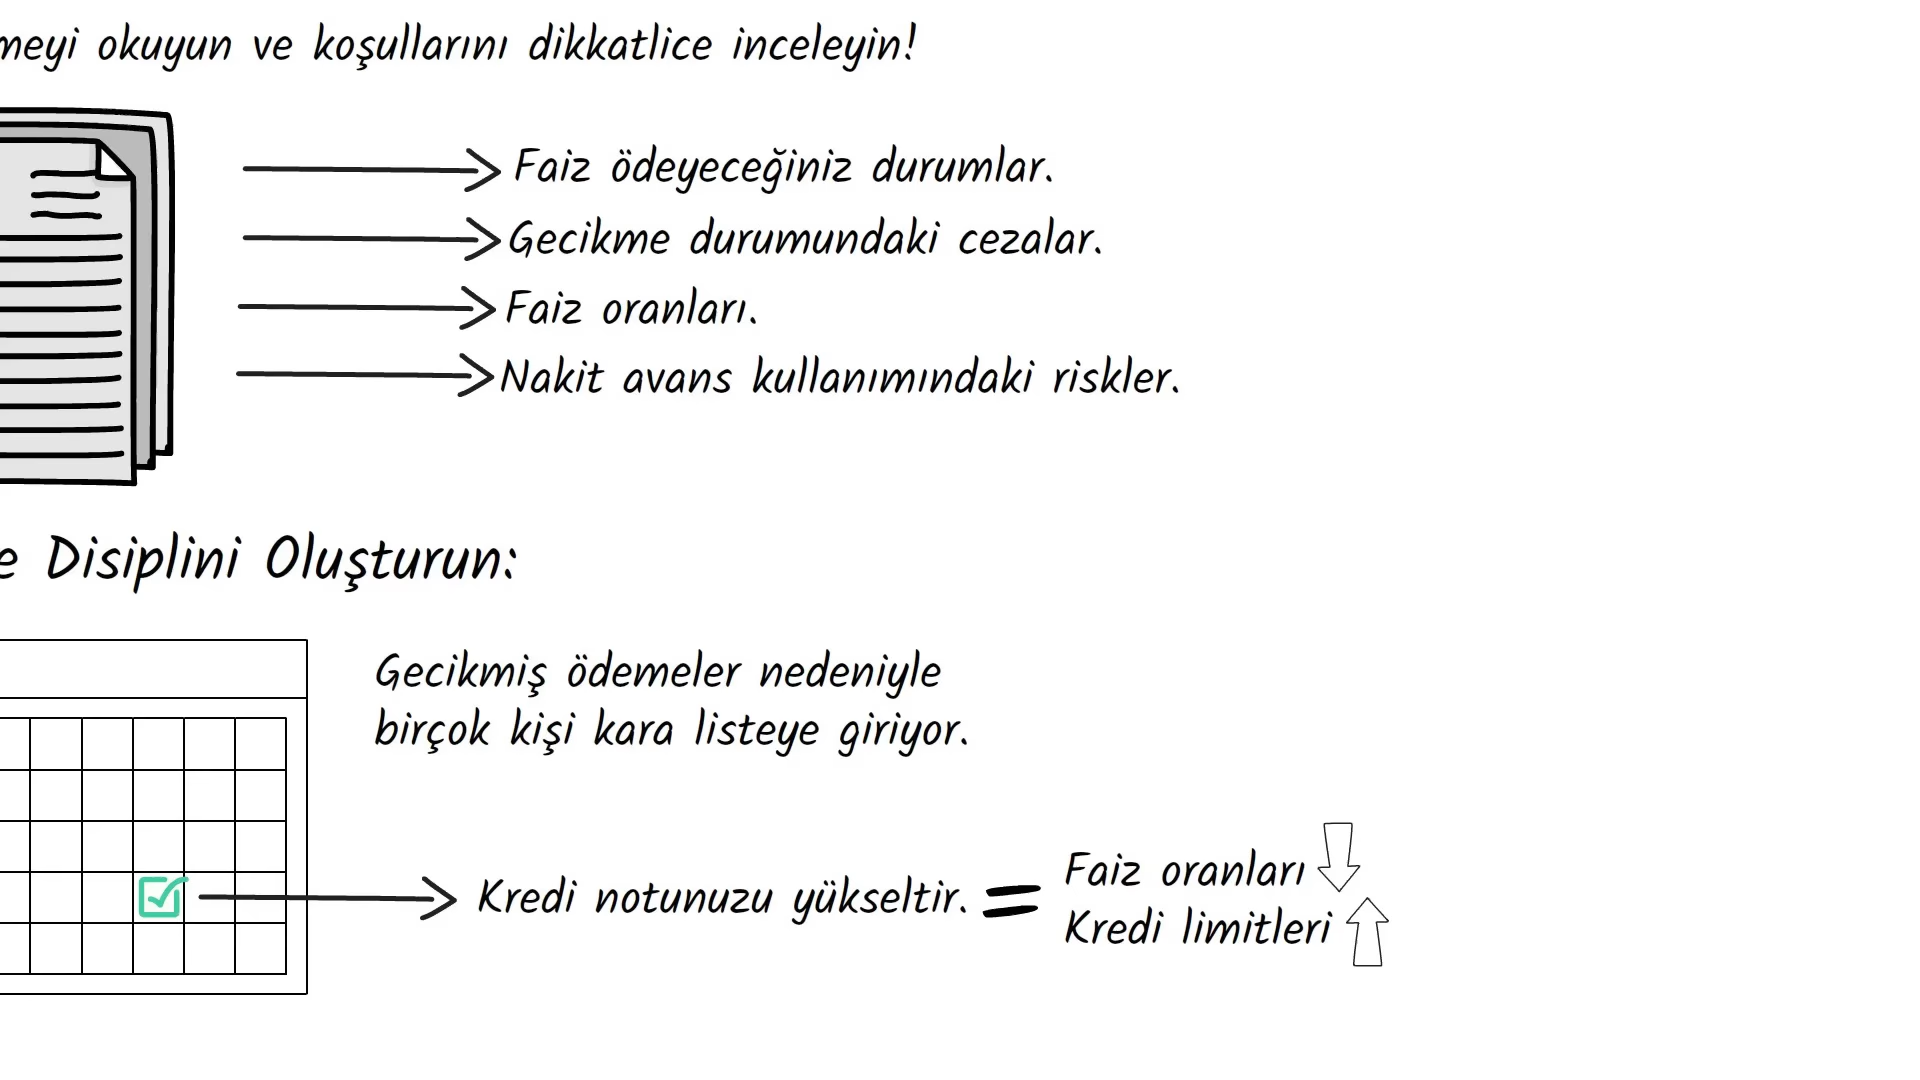 meyi okuyun ve koşullarını dikkatlice inceleyin!
Faiz ödeyeceğiniz durumlar.
Gecikme durumundaki cezalar.
Faiz oranları.
Nakit avans kullanımındaki riskler.
e Disiplini Oluşturun:
Gecikmiş ödemeler nedeniyle
birçok kişi kara listeye giriyor.
Kredi notunuzu yükseltir. =
Faiz oranları
Kredi limitleri